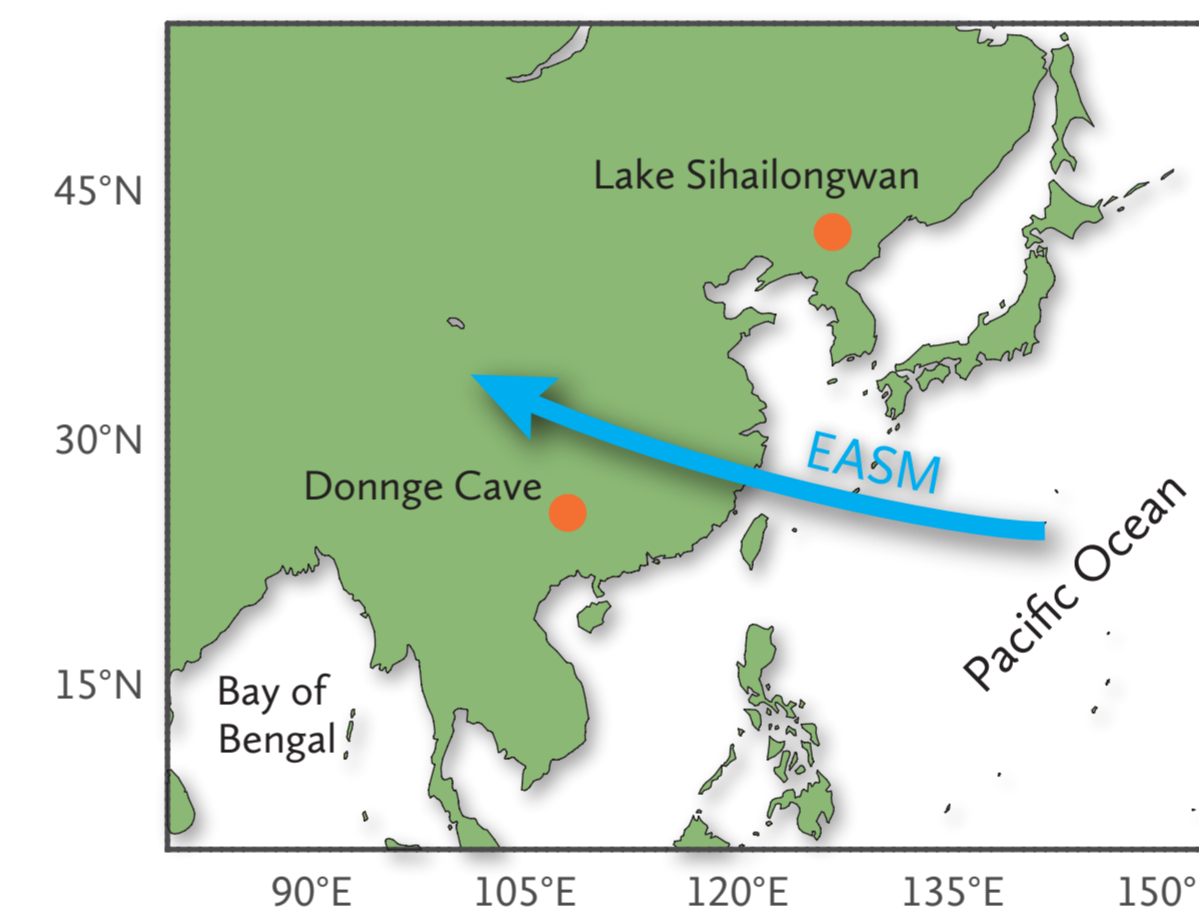 45°N
Lake Sihailongwan
30°N
EASM
Donnge Cave
Pacific Ocean
15°N
Bay of
Bengal
90°E
105°E
120°E
135°E
150°